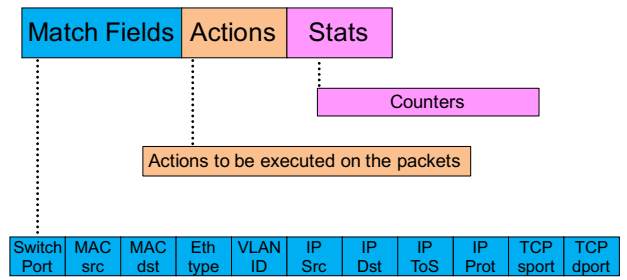 Match Fields Actions Stats
Counters
Actions to be executed on the packets
Switch MAC MAC Eth VLAN IP IP IP IP TCP TCP
Port src dst type ID Src Dst ToS Prot sport dport